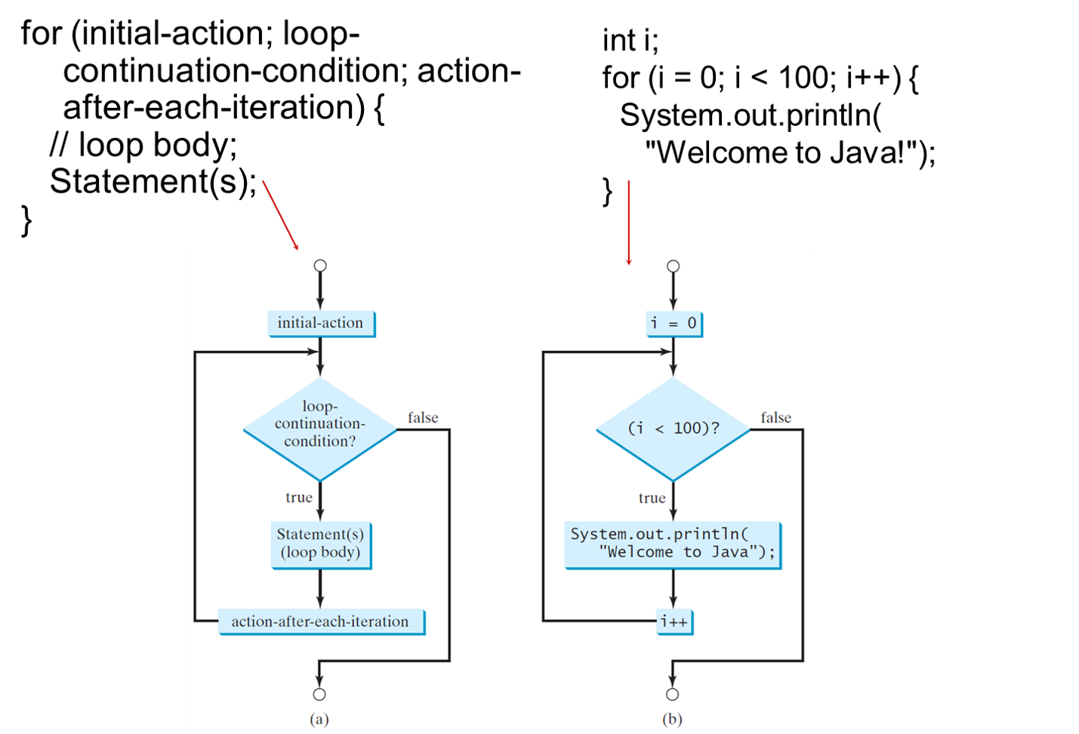 for (initial-action; loop-
continuation-condition; action-
after-each-iteration) {
// loop body;
Statement(s);
}
int i;
for (i = 0; i < 100; i++) {
System.out.println(
"Welcome to Java!");
}
initial-action
loop-
continuation-
condition?
false
true
Statement(s)
(loop body)
action-after-each-iteration
(a)
i = 0
(i < 100)?
false
true
System.out.println(
"Welcome to Java");
i++
(b)